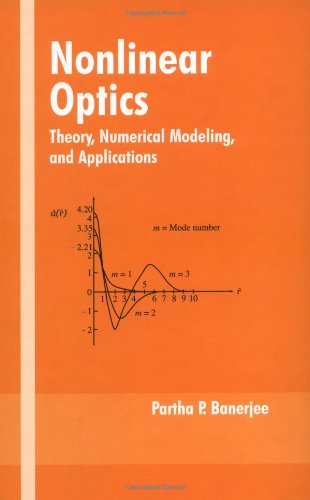 Nonlinear
Optics
Theory, Numerical Modeling,
and Applications
ã(r̃)
4.20
4
3.35
3
2.21
2
1
0
- 1
- 2
m = Mode number
m = 1
m = 3
m = 2
1 2 3 4 5 6 7 8 9 10
r̃
Partha P. Banerjee